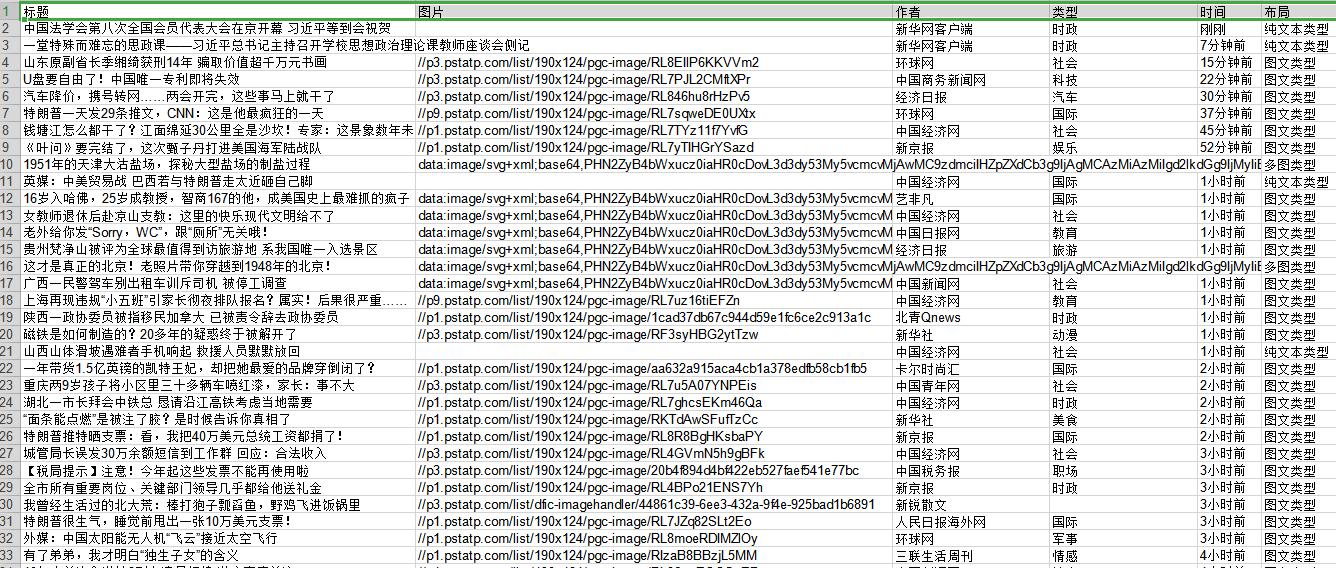 1 标题 图片 作者 类型 时间 布局
2 中国法学会第八次全国会员代表大会在京开幕 习近平等到会祝贺 新华网客户端 时政 刚刚 纯文本类型
3 一堂特殊而难忘的思政课——习近平总书记主持召开学校思想政治理论课教师座谈会侧记 新华网客户端 时政 7分钟前 纯文本类型
4 山东原副省长季缃绮获刑14年 骗取价值超千万元书画 //p3.pstatp.com/list/190x124/pgc-image/RL8EIIP6KKVVm2 环球网 社会 15分钟前 图文类型
5 U盘要自由了！中国唯一专利即将失效 //p3.pstatp.com/list/190x124/pgc-image/RL7PJL2CMftXPr 中国商务新闻网 科技 22分钟前 图文类型
6 汽车降价，携号转网……两会开完，这些事马上就干了 //p3.pstatp.com/list/190x124/pgc-image/RL846hu8rHzPv5 经济日报 汽车 30分钟前 图文类型
7 特朗普一天发29条推文，CNN：这是他最疯狂的一天 //p9.pstatp.com/list/190x124/pgc-image/RL7sqweDE0UXtx 环球网 国际 37分钟前 图文类型
8 钱塘江怎么都干了？江面绵延30公里全是沙坎！专家：这景象数年未 //p1.pstatp.com/list/190x124/pgc-image/RL7TYz11f7YvfG 中国经济网 社会 45分钟前 图文类型
9 《叶问》要完结了，这次甄子丹打进美国海军陆战队 //p1.pstatp.com/list/190x124/pgc-image/RL7yTIHGrYSazd 新京报 娱乐 52分钟前 图文类型
10 1951年的天津大沽盐场，探秘大型盐场的制盐过程 data:image/svg+xml;base64,PHN2ZyB4bWxucz0iaHR0cDovL3d3dy53My5vcmcvMjAwMC9zdmciIHZpZXdCb3g9IjAgMCAzMiAzMiIgd2lkdGg9IjMyIi 多图类型
11 英媒：中美贸易战 巴西若与特朗普走太近砸自己脚 中国经济网 国际 1小时前 纯文本类型
12 16岁入哈佛，25岁成教授，智商167的他，成美国史上最难抓的疯子 data:image/svg+xml;base64,PHN2ZyB4bWxucz0iaHR0cDovL3d3dy53My5vcmcvM 艺非凡 国际 1小时前 图文类型
13 女教师退休后赴凉山支教：这里的快乐现代文明给不了 data:image/svg+xml;base64,PHN2ZyB4bWxucz0iaHR0cDovL3d3dy53My5vcmcvM 中国经济网 社会 1小时前 图文类型
14 老外给你发“Sorry，WC”，跟“厕所”无关哦！ data:image/svg+xml;base64,PHN2ZyB4bWxucz0iaHR0cDovL3d3dy53My5vcmcvM 中国日报网 教育 1小时前 图文类型
15 贵州梵净山被评为全球最值得到访旅游地 系我国唯一入选景区 data:image/svg+xml;base64,PHN2ZyB4bWxucz0iaHR0cDovL3d3dy53My5vcmcvM 经济日报 旅游 1小时前 图文类型
16 这才是真正的北京！老照片带你穿越到1948年的北京！ data:image/svg+xml;base64,PHN2ZyB4bWxucz0iaHR0cDovL3d3dy53My5vcmcvMjAwMC9zdmciIHZpZXdCb3g9IjAgMCAzMiAzMiIgd2lkdGg9IjMyIi 多图类型
17 广西一民警驾车别出租车训斥司机 被停工调查 data:image/svg+xml;base64,PHN2ZyB4bWxucz0iaHR0cDovL3d3dy53My5vcmcvM 中国新闻网 社会 1小时前 图文类型
18 上海再现违规“小五班”引家长彻夜排队报名？属实！后果很严重…… //p9.pstatp.com/list/190x124/pgc-image/RL7uz16tiEFZn 中国经济网 教育 1小时前 图文类型
19 陕西一政协委员被指移民加拿大 已被责令辞去政协委员 //p1.pstatp.com/list/190x124/pgc-image/1cad37db67c944d59e1fc6ce2c913a1c 北青Qnews 时政 1小时前 图文类型
20 磁铁是如何制造的？20多年的疑惑终于被解开了 //p3.pstatp.com/list/190x124/pgc-image/RF3syHBG2ytTzw 新华社 动漫 1小时前 图文类型
21 山西山体滑坡遇难者手机响起 救援人员默默放回 中国经济网 社会 1小时前 纯文本类型
22 一年带货1.5亿英镑的凯特王妃，却把她最爱的品牌穿倒闭了？ //p1.pstatp.com/list/190x124/pgc-image/aa632a915aca4cb1a378edfb58cb1fb5 卡尔时尚汇 国际 2小时前 图文类型
23 重庆两9岁孩子将小区里三十多辆车喷红漆，家长：事不大 //p3.pstatp.com/list/190x124/pgc-image/RL7u5A07YNPEis 中国青年网 社会 2小时前 图文类型
24 湖北一市长拜会中铁总 恳请沿江高铁考虑当地需要 //p1.pstatp.com/list/190x124/pgc-image/RL7ghcsEKm46Qa 中国经济网 时政 2小时前 图文类型
25 “面条能点燃”是被注了胶？是时候告诉你真相了 //p1.pstatp.com/list/190x124/pgc-image/RKTdAwSFufTzCc 新华社 美食 2小时前 图文类型
26 特朗普推特晒支票：看，我把40万美元总统工资都捐了！ //p1.pstatp.com/list/190x124/pgc-image/RL8R8BgHKsbaPY 新京报 国际 2小时前 图文类型
27 城管局长误发30万余额短信到工作群 回应：合法收入 //p3.pstatp.com/list/190x124/pgc-image/RL4GVmN5h9gBFk 中国经济网 社会 3小时前 图文类型
28 【税局提示】注意！今年起这些发票不能再使用啦 //p3.pstatp.com/list/190x124/pgc-image/20b4f894d4bf422eb527faef541e77bc 中国税务报 职场 3小时前 图文类型
29 全市所有重要岗位、关键部门领导几乎都给他送礼金 //p1.pstatp.com/list/190x124/pgc-image/RL4BPo21ENS7Yh 新京报 时政 3小时前 图文类型
30 我曾经生活过的北大荒：棒打狍子瓢舀鱼，野鸡飞进饭锅里 //p3.pstatp.com/list/dfic-imagehandler/44861c39-6ee3-432a-9f4e-925bad1b6891 新锐散文 3小时前 图文类型
31 特朗普很生气，睡觉前甩出一张10万美元支票！ //p1.pstatp.com/list/190x124/pgc-image/RL7JZq82SLt2Eo 人民日报海外网 国际 3小时前 图文类型
32 外媒：中国太阳能无人机“飞云”接近太空飞行 //p1.pstatp.com/list/190x124/pgc-image/RL8moeRDIMZIOy 环球网 军事 3小时前 图文类型
33 有了弟弟，我才明白“独生子女”的含义 //p1.pstatp.com/list/190x124/pgc-image/RIzaB8BBzjL5MM 三联生活周刊 情感 4小时前 图文类型